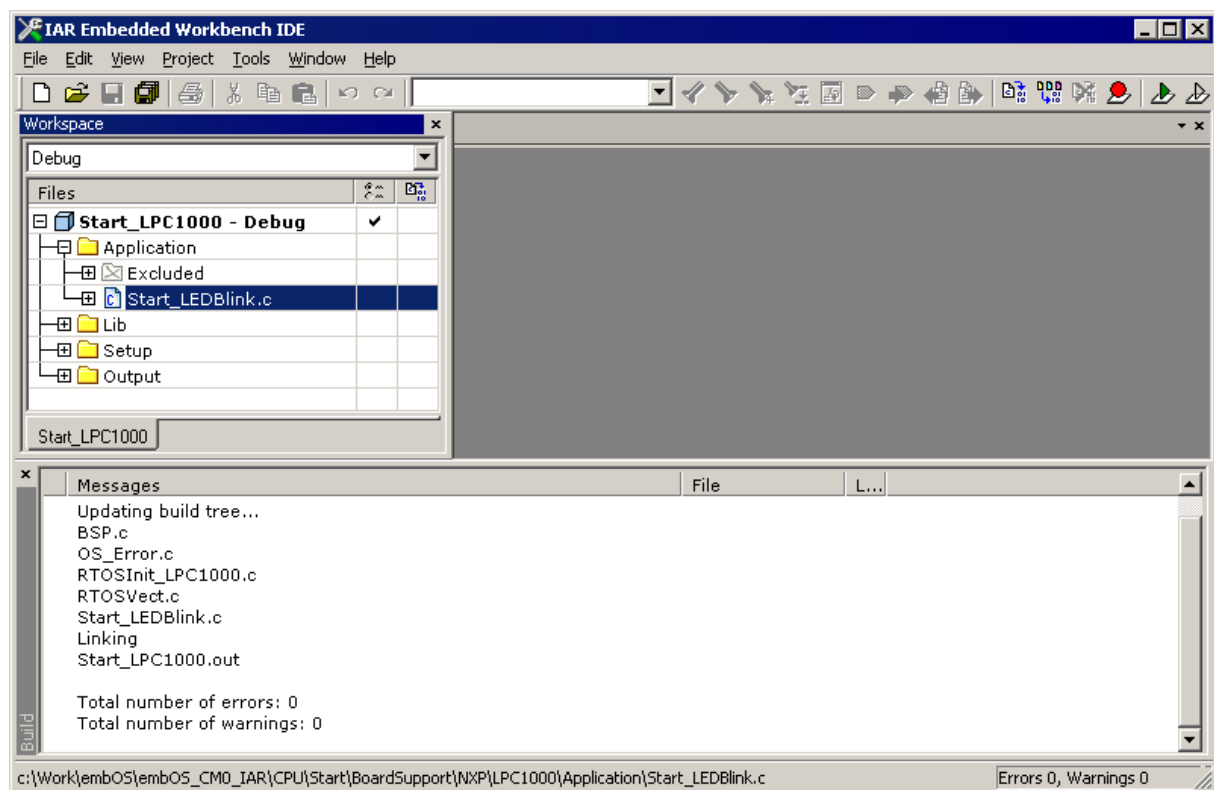 IAR Embedded Workbench IDE
File Edit View Project Tools Window Help
Workspace
Debug
Files
Start_LPC1000 - Debug
Application
Excluded
Start_LEDBlink.c
Lib
Setup
Output
Start_LPC1000
Messages File L...
Updating build tree...
BSP.c
OS_Error.c
RTOSInit_LPC1000.c
RTOSVect.c
Start_LEDBlink.c
Linking
Start_LPC1000.out
Total number of errors: 0
Total number of warnings: 0
Build
c:\Work\embOS\embOS_CM0_IAR\CPU\Start\BoardSupport\NXP\LPC1000\Application\Start_LEDBlink.c Errors 0, Warnings 0